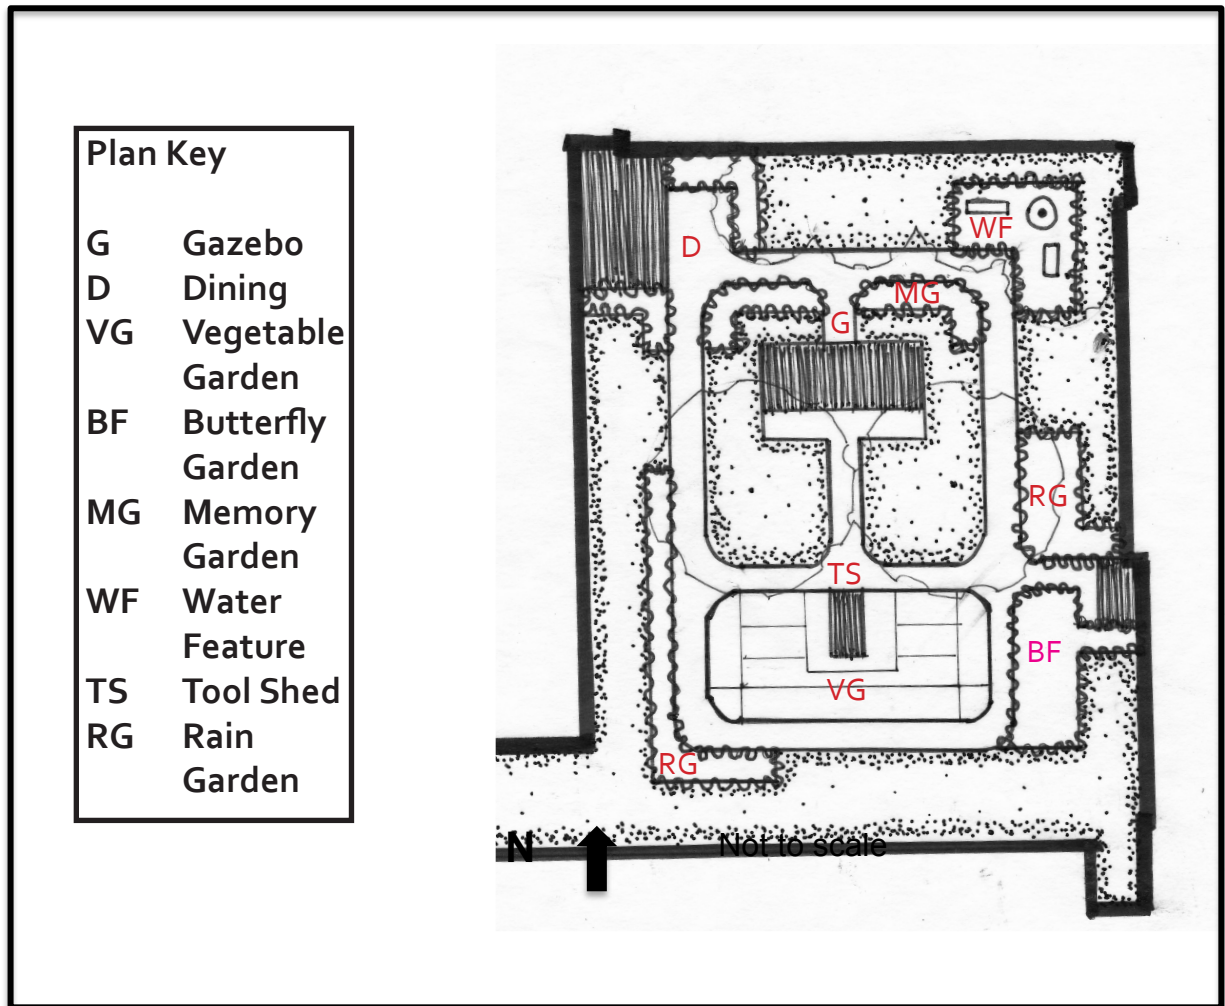 Plan Key
G Gazebo
D Dining
VG Vegetable
Garden
BF Butterfly
Garden
MG Memory
Garden
WF Water
Feature
TS Tool Shed
RG Rain
Garden
WF
D
MG
G
RG
TS
BF
VG
RG
N
Not to scale